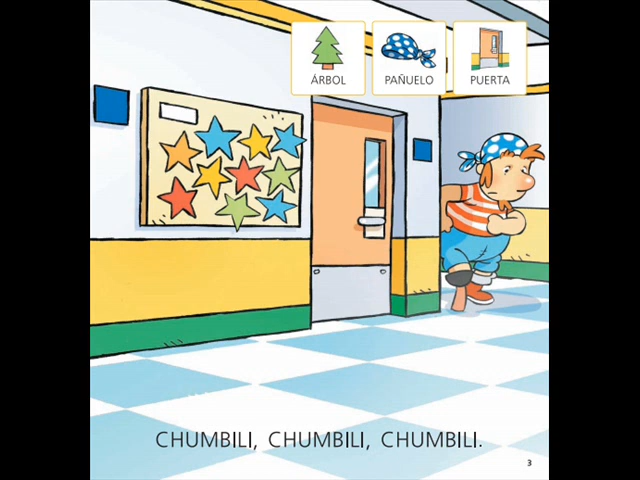 ÁRBOL PAÑUELO PUERTA
CHUMBILI, CHUMBILI, CHUMBILI.
3